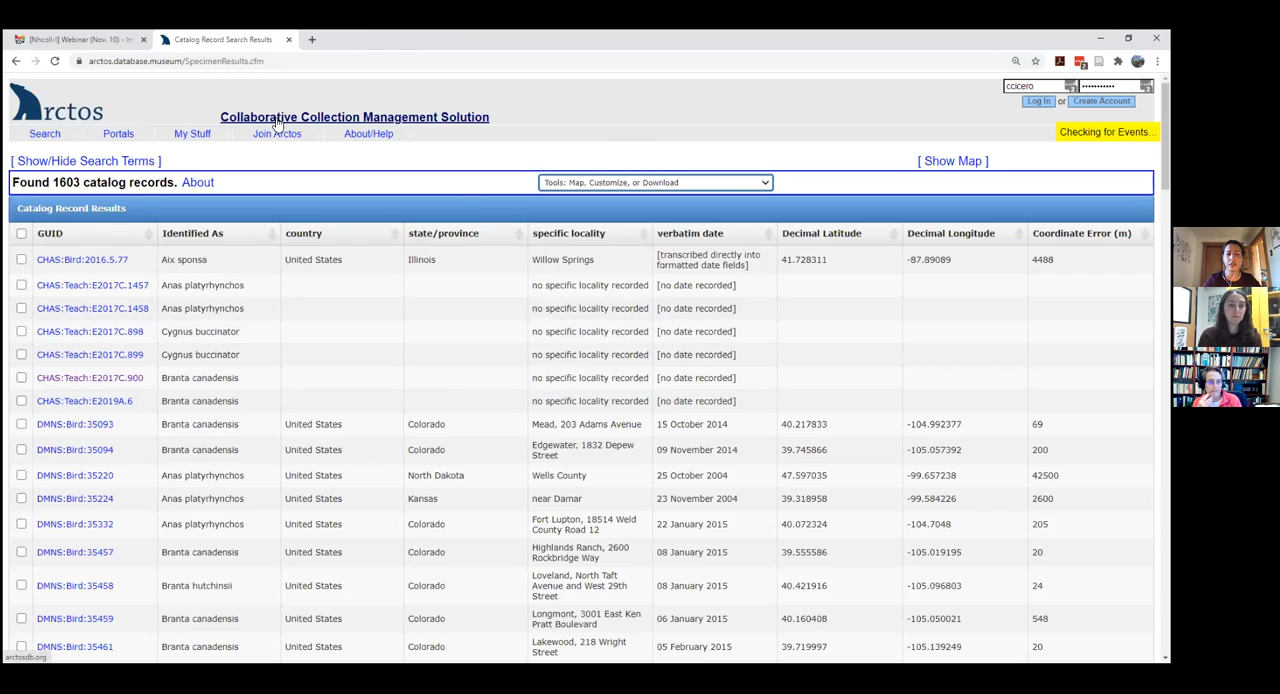 [Nhcoll-l] Webinar (Nov. 10) - Int
Catalog Record Search Results
arctos.database.museum/SpecimenResults.cfm
arctos
Collaborative Collection Management Solution
ccicero
Log In or Create Account
Search Portals My Stuff Join Arctos About/Help
Checking for Events...
[ Show/Hide Search Terms ] [ Show Map ]
Found 1603 catalog records. About Tools: Map, Customize, or Download
Catalog Record Results
GUID Identified As country state/province specific locality verbatim date Decimal Latitude Decimal Longitude Coordinate Error (m)
CHAS:Bird:2016.5.77 Aix sponsa United States Illinois Willow Springs [transcribed directly into
formatted date fields] 41.728311 -87.89089 4488
CHAS:Teach:E2017C.1457 Anas platyrhynchos no specific locality recorded [no date recorded]
CHAS:Teach:E2017C.1458 Anas platyrhynchos no specific locality recorded [no date recorded]
CHAS:Teach:E2017C.898 Cygnus buccinator no specific locality recorded [no date recorded]
CHAS:Teach:E2017C.899 Cygnus buccinator no specific locality recorded [no date recorded]
CHAS:Teach:E2017C.900 Branta canadensis no specific locality recorded [no date recorded]
CHAS:Teach:E2019A.6 Branta canadensis no specific locality recorded [no date recorded]
DMNS:Bird:35093 Branta canadensis United States Colorado Mead, 203 Adams Avenue 15 October 2014 40.217833 -104.992377 69
DMNS:Bird:35094 Branta canadensis United States Colorado Edgewater, 1832 Depew
Street 09 November 2014 39.745866 -105.057392 200
DMNS:Bird:35220 Anas platyrhynchos United States North Dakota Wells County 25 October 2004 47.597035 -99.657238 42500
DMNS:Bird:35224 Anas platyrhynchos United States Kansas near Damar 23 November 2004 39.318958 -99.584226 2600
DMNS:Bird:35332 Anas platyrhynchos United States Colorado Fort Lupton, 18514 Weld
County Road 12 22 January 2015 40.072324 -104.7048 205
DMNS:Bird:35457 Branta canadensis United States Colorado Highlands Ranch, 2600
Rockbridge Way 08 January 2015 39.555586 -105.019195 20
DMNS:Bird:35458 Branta hutchinsii United States Colorado Loveland, North Taft
Avenue and West 29th
Street 08 January 2015 40.421916 -105.096803 24
DMNS:Bird:35459 Branta canadensis United States Colorado Longmont, 3001 East Ken
Pratt Boulevard 06 January 2015 40.160408 -105.050021 548
DMNS:Bird:35461 Branta canadensis United States Colorado Lakewood, 218 Wright
Street 05 February 2015 39.719997 -105.139249 20
arctosdb.org